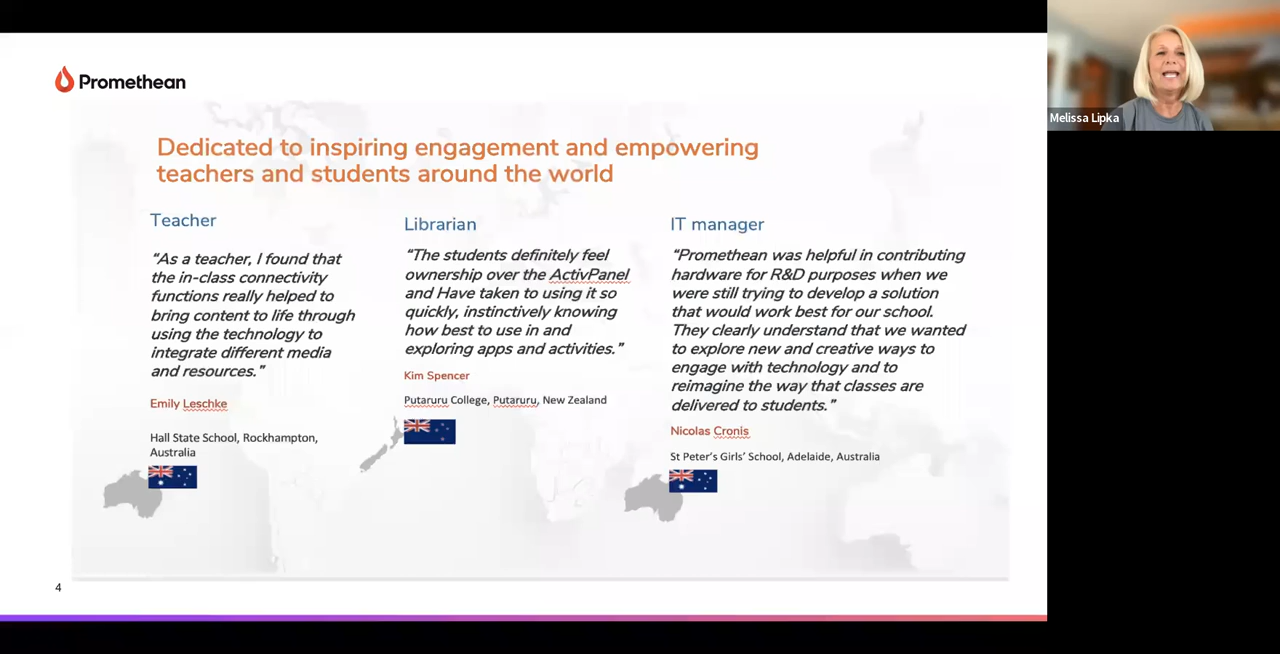 Promethean
Melissa Lipka
Dedicated to inspiring engagement and empowering
teachers and students around the world
Teacher
“As a teacher, I found that
the in-class connectivity
functions really helped to
bring content to life through
using the technology to
integrate different media
and resources.”
Emily Leschke
Hall State School, Rockhampton,
Australia
Librarian
“The students definitely feel
ownership over the ActivPanel
and Have taken to using it so
quickly, instinctively knowing
how best to use in and
exploring apps and activities.”
Kim Spencer
Putaruru College, Putaruru, New Zealand
IT manager
“Promethean was helpful in contributing
hardware for R&D purposes when we
were still trying to develop a solution
that would work best for our school.
They clearly understand that we wanted
to explore new and creative ways to
engage with technology and to
reimagine the way that classes are
delivered to students.”
Nicolas Cronis
St Peter’s Girls’ School, Adelaide, Australia
4